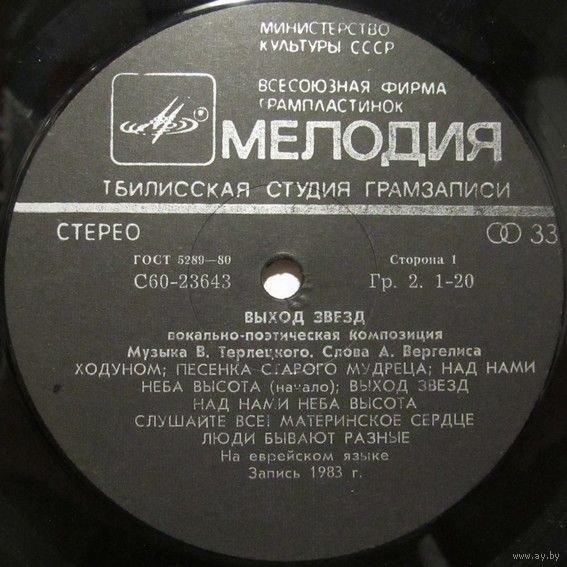 МИНИСТЕРСТВО
КУЛЬТУРЫ СССР
ВСЕСОЮЗНАЯ ФИРМА
ГРАМПЛАСТИНОК
МЕЛОДИЯ
ТБИЛИССКАЯ СТУДИЯ ГРАМЗАПИСИ
СТЕРЕО
33
ГОСТ 5289—80
Сторона 1
С60-23643
Гр. 2. 1-20
ВЫХОД ЗВЕЗД
вокально-поэтическая композиция
Музыка В. Терлецкого. Слова А. Вергелиса
ХОДУНОМ; ПЕСЕНКА СТАРОГО МУДРЕЦА; НАД НАМИ
НЕБА ВЫСОТА (начало); ВЫХОД ЗВЕЗД
НАД НАМИ НЕБА ВЫСОТА
СЛУШАЙТЕ ВСЕ! МАТЕРИНСКОЕ СЕРДЦЕ
ЛЮДИ БЫВАЮТ РАЗНЫЕ
На еврейском языке
Запись 1983 г.
www.ay.by